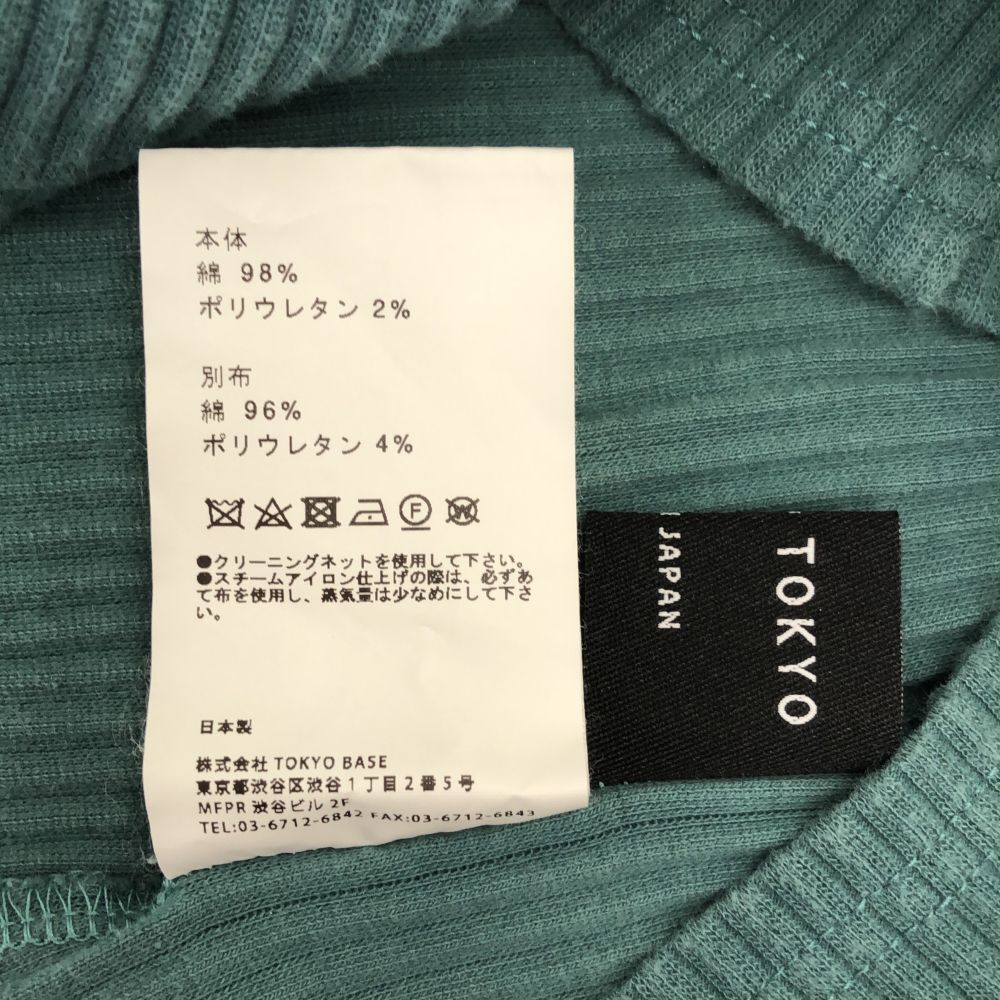 本体
綿 98%
ポリウレタン 2%
別布
綿 96%
ポリウレタン 4%
F W
●クリーニングネットを使用して下さい。
●スチームアイロン仕上げの際は、必ずあ
て布を使用し、蒸気量は少なめにして下さ
い。
日本製
株式会社 TOKYO BASE
東京都渋谷区渋谷1丁目2番5号
MFPR 渋谷ビル 2F
TEL:03-6712-6842 FAX:03-6712-6843
TOKYO
JAPAN